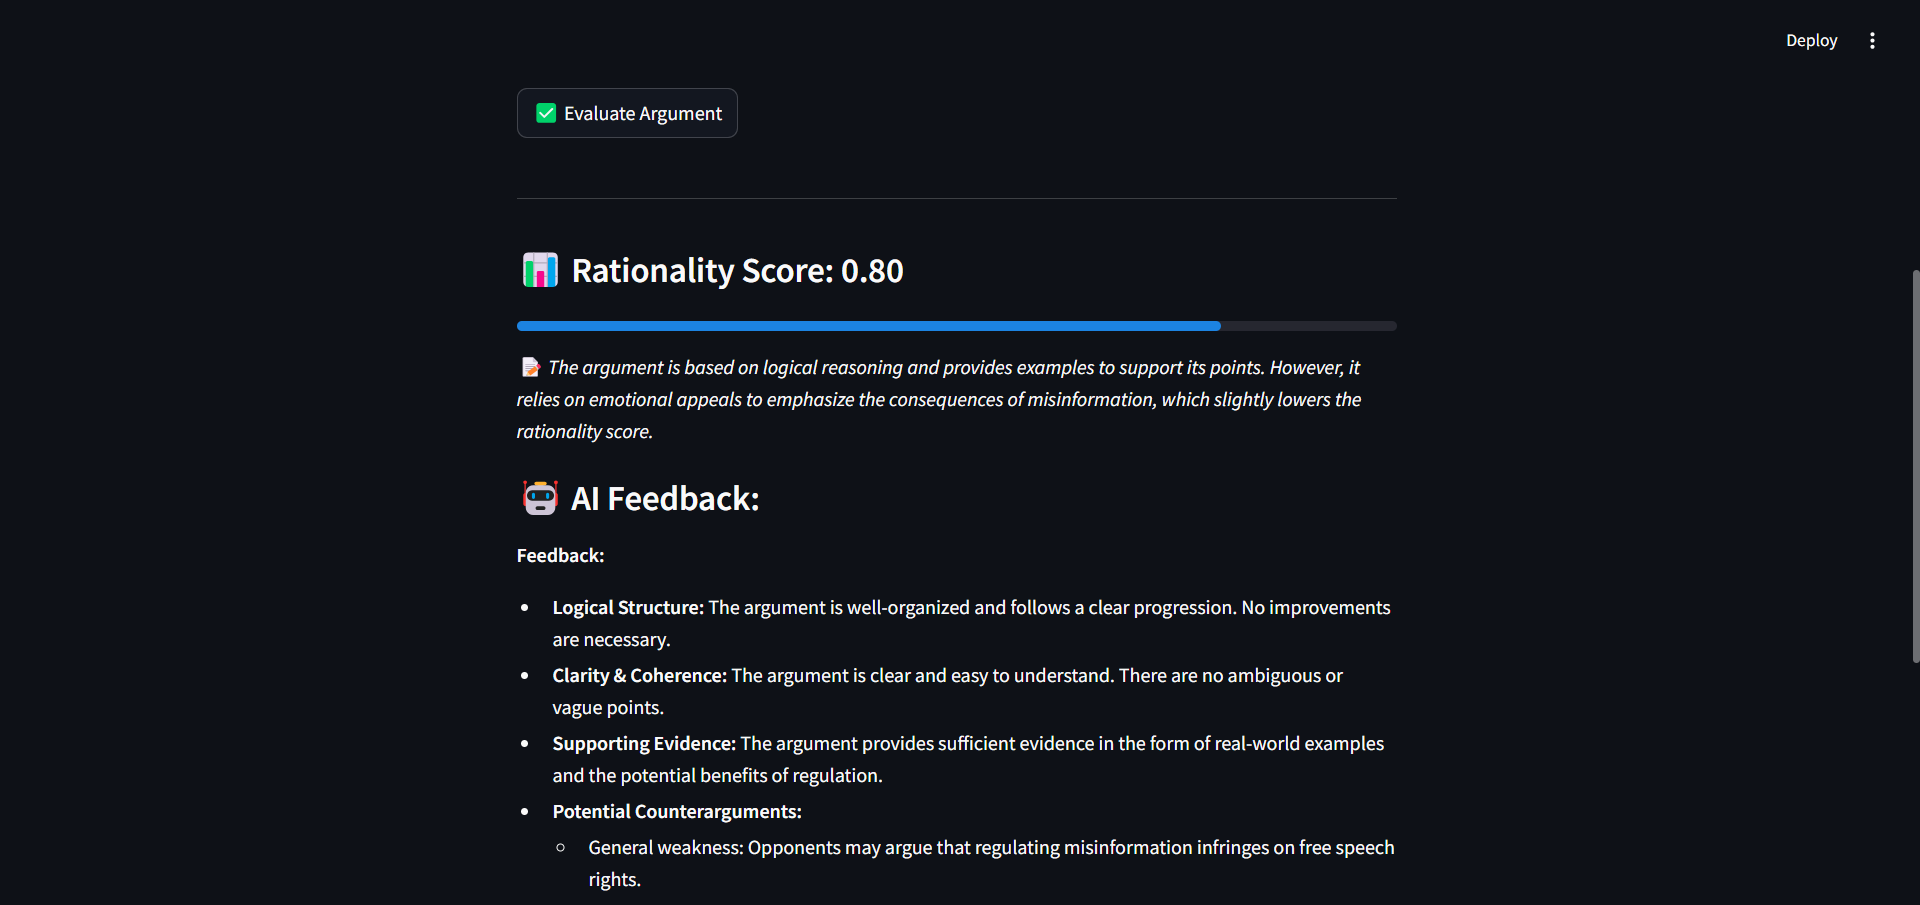 Deploy
Evaluate Argument
Rationality Score: 0.80
The argument is based on logical reasoning and provides examples to support its points. However, it
relies on emotional appeals to emphasize the consequences of misinformation, which slightly lowers the
rationality score.
AI Feedback:
Feedback:
Logical Structure: The argument is well-organized and follows a clear progression. No improvements
are necessary.
Clarity & Coherence: The argument is clear and easy to understand. There are no ambiguous or
vague points.
Supporting Evidence: The argument provides sufficient evidence in the form of real-world examples
and the potential benefits of regulation.
Potential Counterarguments:
General weakness: Opponents may argue that regulating misinformation infringes on free speech
rights.